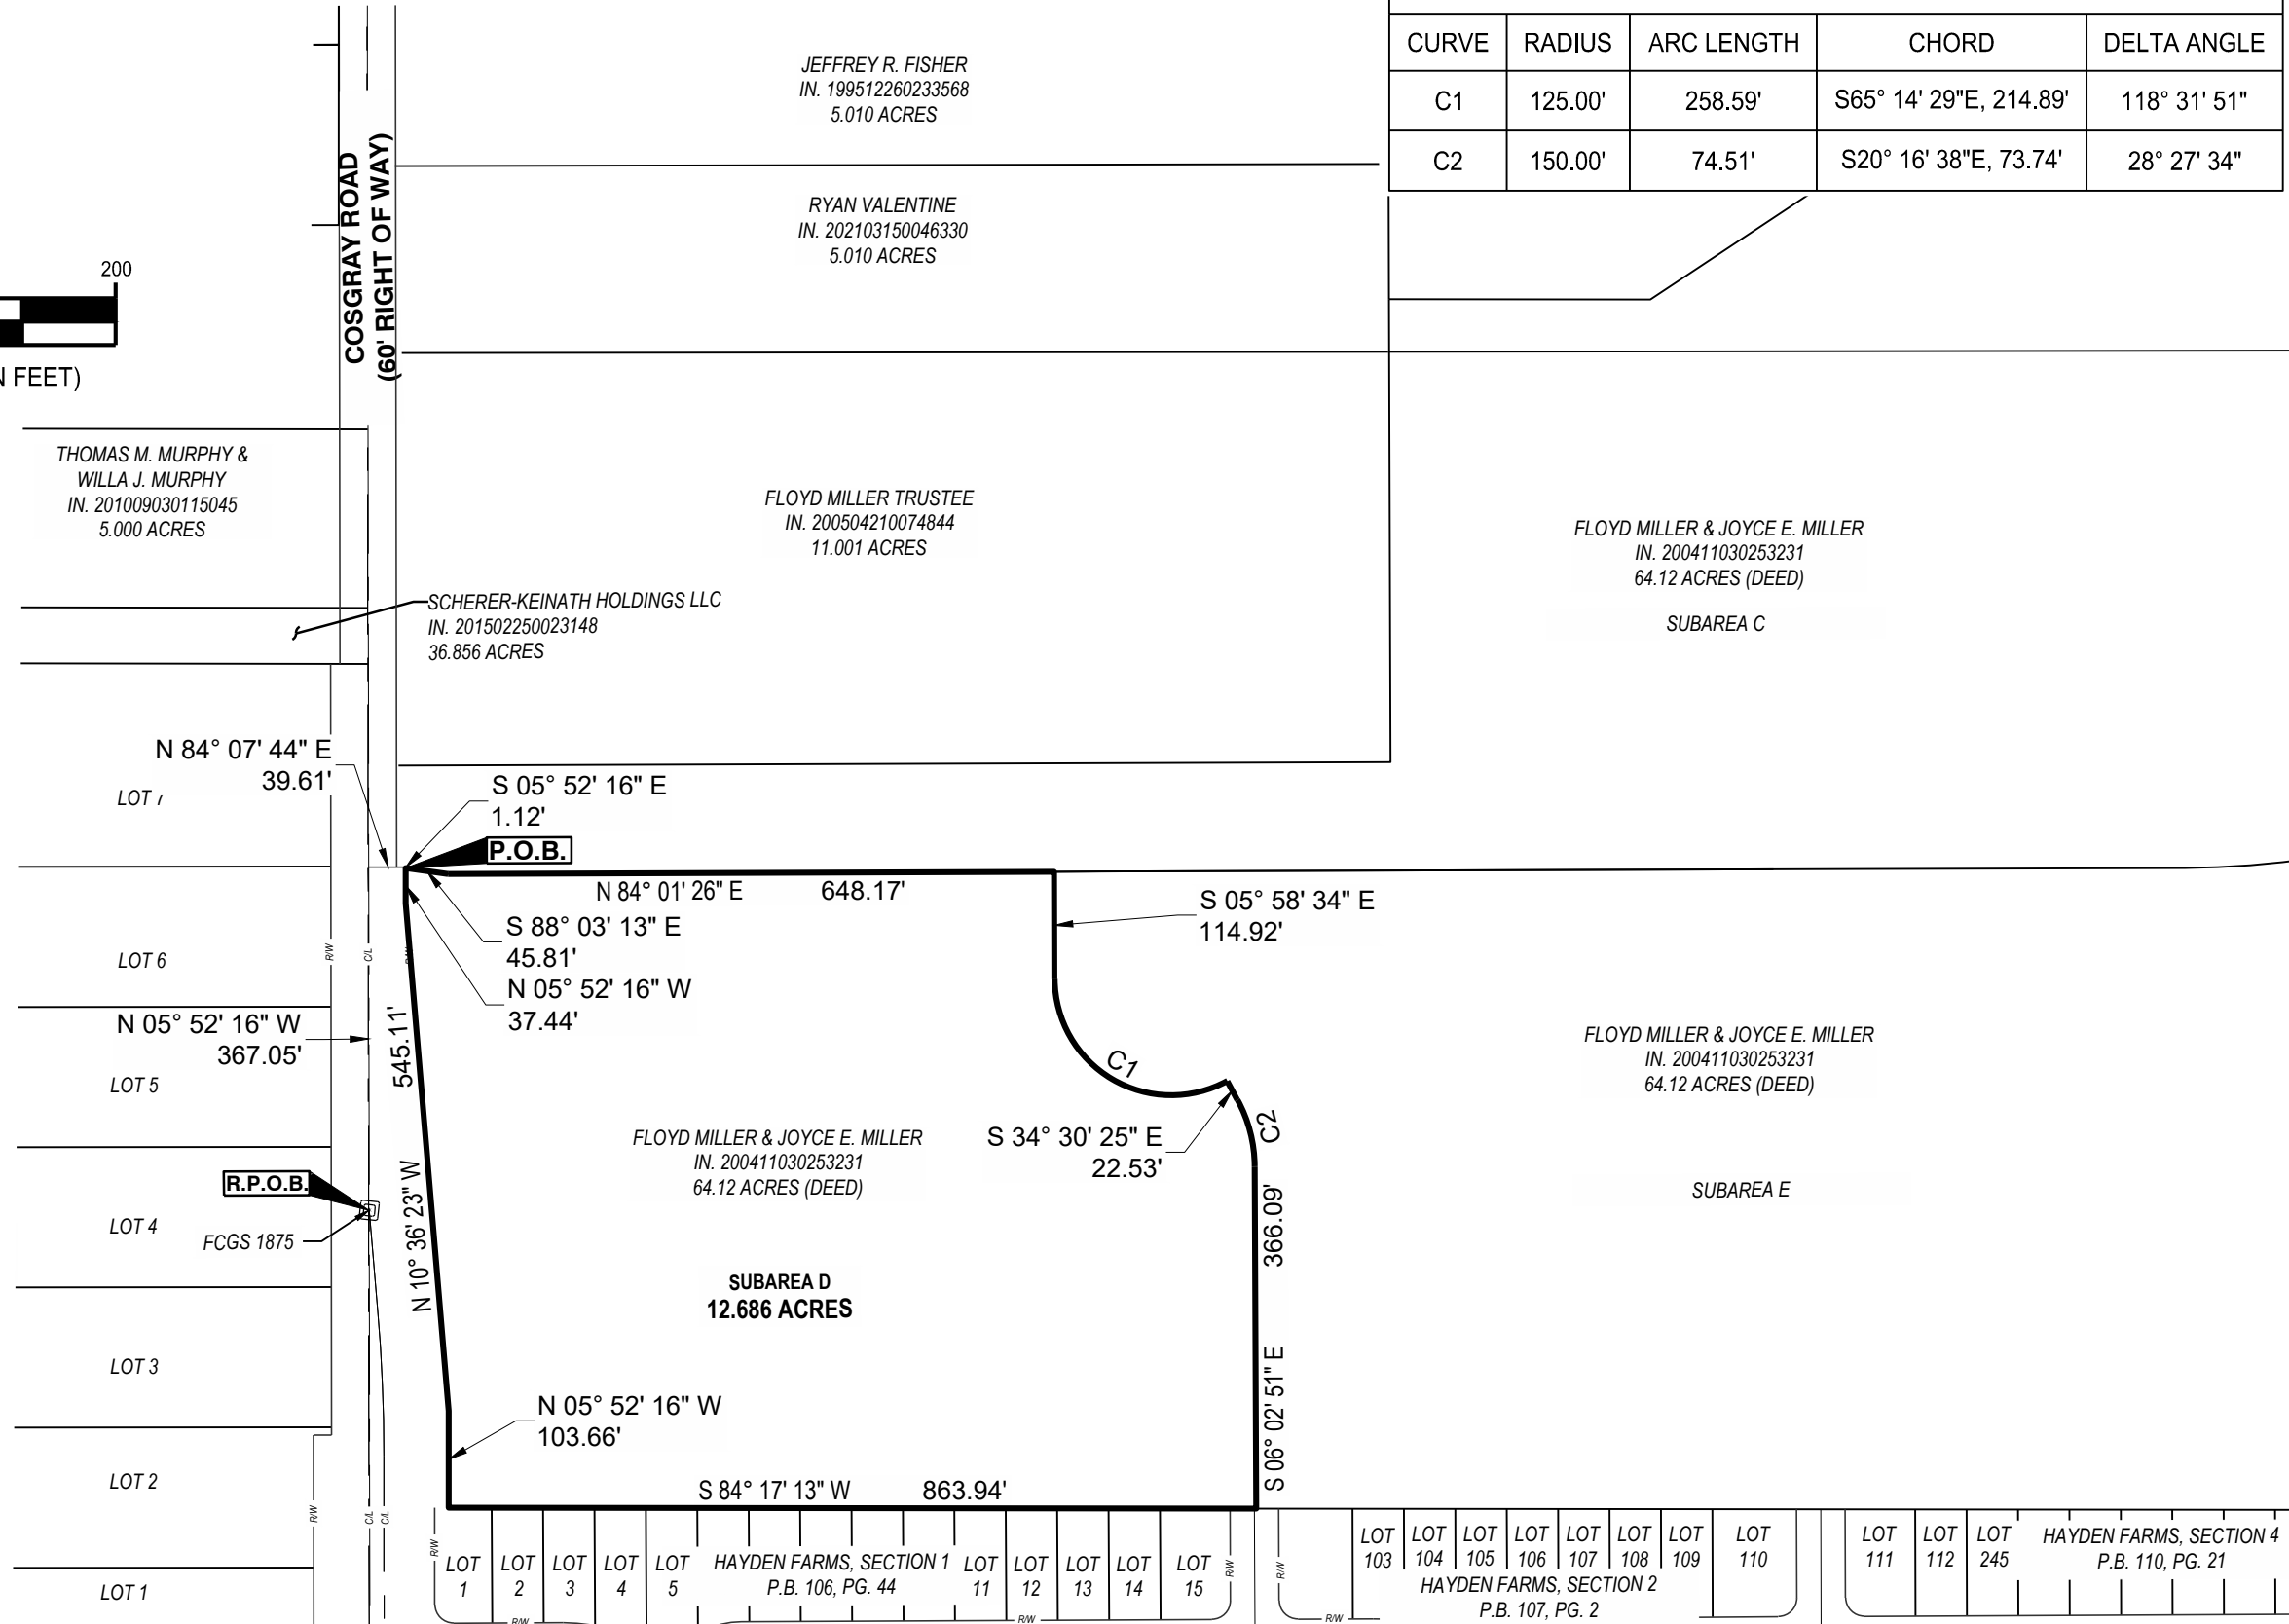 CURVE RADIUS ARC LENGTH CHORD DELTA ANGLE
C1 125.00' 258.59' S65° 14' 29"E, 214.89' 118° 31' 51"
C2 150.00' 74.51' S20° 16' 38"E, 73.74' 28° 27' 34"
JEFFREY R. FISHER
IN. 199512260233568
5.010 ACRES
COSGRAY ROAD
(60' RIGHT OF WAY)
RYAN VALENTINE
IN. 202103150046330
5.010 ACRES
200
N FEET)
THOMAS M. MURPHY &
WILLA J. MURPHY
IN. 201009030115045
5.000 ACRES
FLOYD MILLER TRUSTEE
IN. 200504210074844
11.001 ACRES
FLOYD MILLER & JOYCE E. MILLER
IN. 200411030253231
64.12 ACRES (DEED)
SUBAREA C
SCHERER-KEINATH HOLDINGS LLC
IN. 201502250023148
36.856 ACRES
N 84° 07' 44" E
39.61'
LOT 7
S 05° 52' 16" E
1.12'
P.O.B.
N 84° 01' 26" E 648.17'
S 88° 03' 13" E
45.81'
N 05° 52' 16" W
37.44'
S 05° 58' 34" E
114.92'
LOT 6
R/W
C/L
N 05° 52' 16" W
367.05'
545.11'
N 10° 36' 23" W
LOT 5
C1
C2
S 34° 30' 25" E
22.53'
FLOYD MILLER & JOYCE E. MILLER
IN. 200411030253231
64.12 ACRES (DEED)
FLOYD MILLER & JOYCE E. MILLER
IN. 200411030253231
64.12 ACRES (DEED)
SUBAREA E
R.P.O.B.
LOT 4
FCGS 1875
366.09'
S 06° 02' 51" E
SUBAREA D
12.686 ACRES
LOT 3
N 05° 52' 16" W
103.66'
LOT 2
S 84° 17' 13" W 863.94'
R/W
C/L
C/L
LOT 1
R/W
LOT
1
LOT
2
LOT
3
LOT
4
LOT
5
HAYDEN FARMS, SECTION 1
P.B. 106, PG. 44
LOT
11
LOT
12
LOT
13
LOT
14
LOT
15
R/W
R/W
R/W
R/W
R/W
LOT
103
LOT
104
LOT
105
LOT
106
LOT
107
LOT
108
LOT
109
LOT
110
HAYDEN FARMS, SECTION 2
P.B. 107, PG. 2
LOT
111
LOT
112
LOT
245
HAYDEN FARMS, SECTION 4
P.B. 110, PG. 21